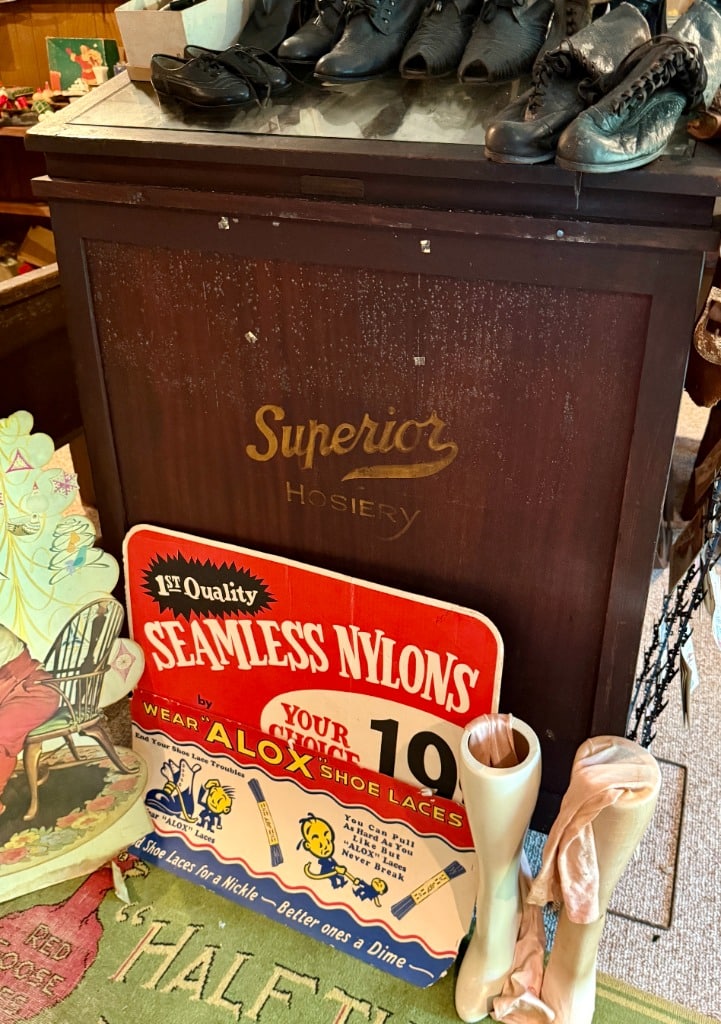 Superior
HOSIERY
1ST Quality
SEAMLESS NYLONS
by
YOUR
CHOICE
19
WEAR "ALOX" SHOE LACES
End Your Shoe Lace Troubles
"ALOX" Laces
You Can Pull
As Hard As You
Like But
"ALOX" Laces
Never Break
Shoe Laces for a Nickle - Better ones a Dime -
RED
GOOSE
"HALF